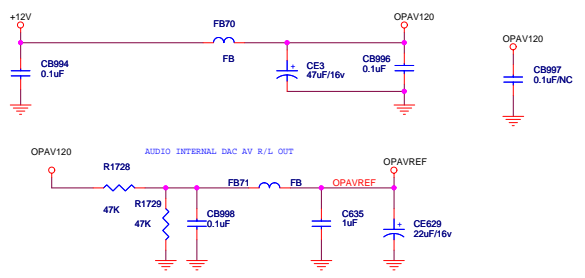 +12V
FB70
OPAV120
OPAV120
CB994
0.1uF
FB
CE3
47uF/16v
CB996
0.1uF
CB997
0.1uF/NC
OPAV120
AUDIO INTERNAL DAC AV R/L OUT
OPAVREF
R1728
FB71
FB
OPAVREF
47K
R1729
47K
CB998
0.1uF
C635
1uF
CE629
22uF/16v